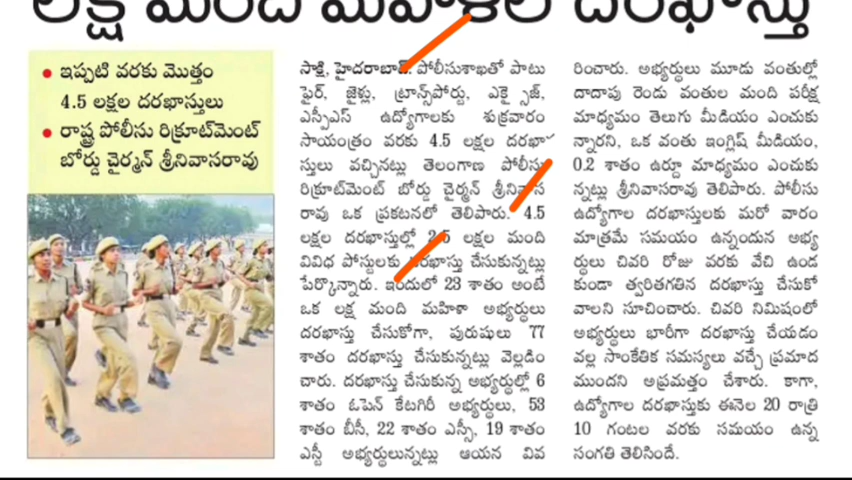 లక్ష మంది మహిళల దరఖాస్తు
• ఇప్పటి వరకు మొత్తం
4.5 లక్షల దరఖాస్తులు
• రాష్ట్ర పోలీసు రిక్రూట్‌మెంట్
బోర్డు చైర్మన్ శ్రీనివాసరావు
సాక్షి, హైదరాబాద్: పోలీసుశాఖతో పాటు
ఫైర్, జైళ్లు, ట్రాన్స్‌పోర్టు, ఎక్సైజ్,
ఎస్పీఎఫ్ ఉద్యోగాలకు శుక్రవారం
సాయంత్రం వరకు 4.5 లక్షల దరఖా
స్తులు వచ్చినట్లు తెలంగాణ పోలీసు
రిక్రూట్‌మెంట్ బోర్డు చైర్మన్ శ్రీనివాస
రావు ఒక ప్రకటనలో తెలిపారు. 4.5
లక్షల దరఖాస్తుల్లో 2.5 లక్షల మంది
వివిధ పోస్టులకు దరఖాస్తు చేసుకున్నట్లు
పేర్కొన్నారు. ఇందులో 23 శాతం అంటే
ఒక లక్ష మంది మహిళా అభ్యర్థులు
దరఖాస్తు చేసుకోగా, పురుషులు 77
శాతం దరఖాస్తు చేసుకున్నట్లు వెల్లడిం
చారు. దరఖాస్తు చేసుకున్న అభ్యర్థుల్లో 6
శాతం ఓపెన్ కేటగిరీ అభ్యర్థులు, 53
శాతం బీసీ, 22 శాతం ఎస్సీ, 19 శాతం
ఎస్టీ అభ్యర్థులున్నట్లు ఆయన వివ
రించారు. అభ్యర్థులు మూడు వంతుల్లో
దాదాపు రెండు వంతుల మంది పరీక్ష
మాధ్యమం తెలుగు మీడియం ఎంచుకు
న్నారని, ఒక వంతు ఇంగ్లిష్ మీడియం,
0.2 శాతం ఉర్దూ మాధ్యమం ఎంచుకు
న్నట్లు శ్రీనివాసరావు తెలిపారు. పోలీసు
ఉద్యోగాల దరఖాస్తులకు మరో వారం
మాత్రమే సమయం ఉన్నందున అభ్య
ర్థులు చివరి రోజు వరకు వేచి ఉండ
కుండా త్వరితగతిన దరఖాస్తు చేసుకో
వాలని సూచించారు. చివరి నిమిషంలో
అభ్యర్థులు భారీగా దరఖాస్తు చేయడం
వల్ల సాంకేతిక సమస్యలు వచ్చే ప్రమాద
ముందని అప్రమత్తం చేశారు. కాగా,
ఉద్యోగాల దరఖాస్తుకు ఈనెల 20 రాత్రి
10 గంటల వరకు సమయం ఉన్న
సంగతి తెలిసిందే.